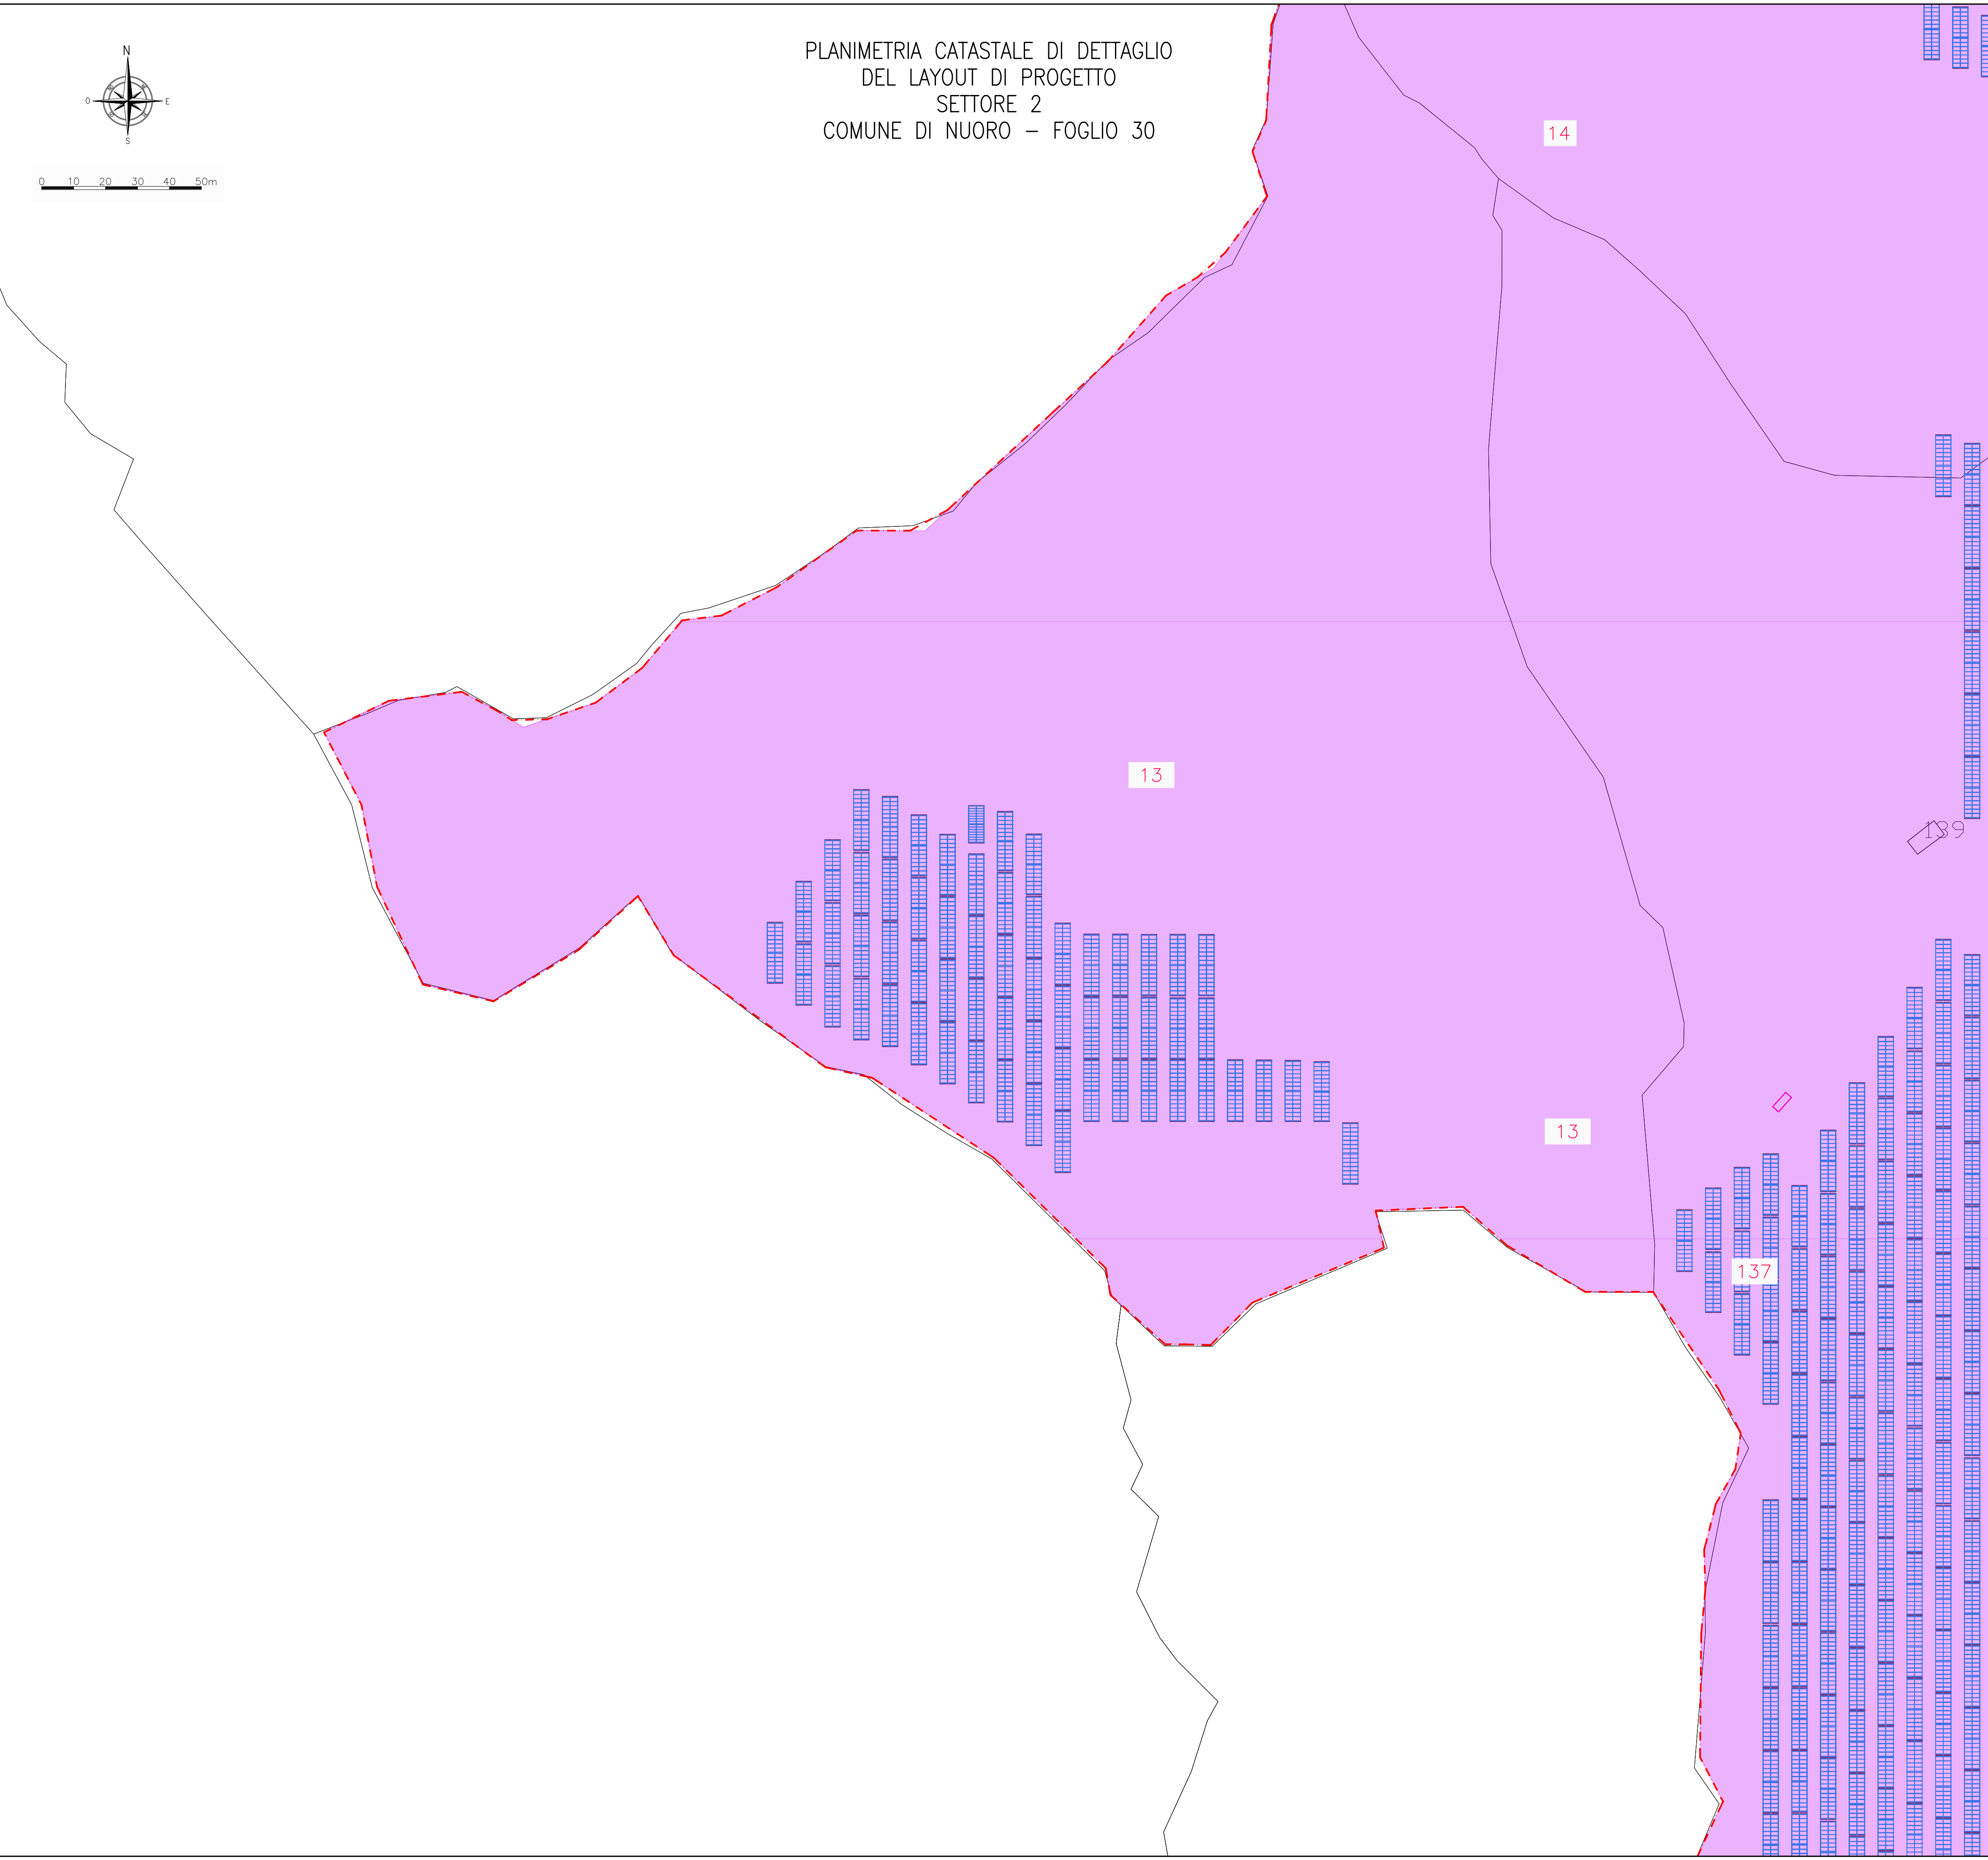 PLANIMETRIA CATASTALE DI DETTAGLIO
DEL LAYOUT DI PROGETTO
SETTORE 2
COMUNE DI NUORO – FOGLIO 30
N
O E
S
0 10 20 30 40 50m
14
13
139
13
137